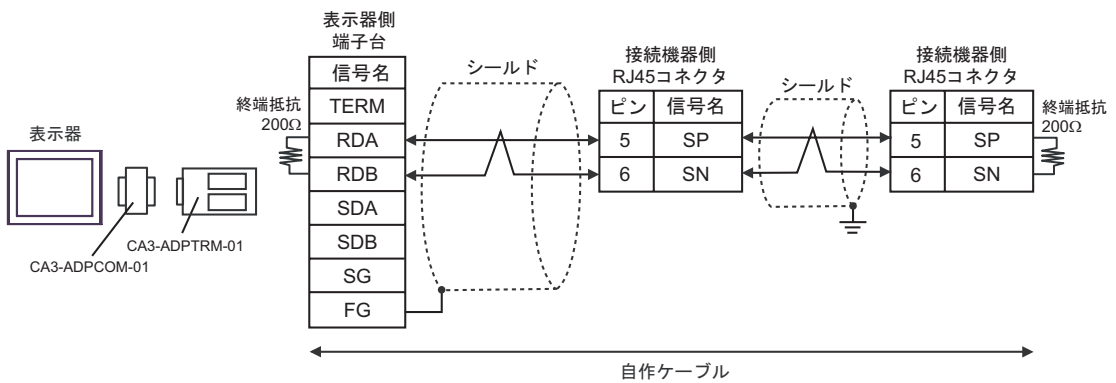 表示器
CA3-ADPCOM-01
CA3-ADPTRM-01
終端抵抗
200Ω
表示器側
端子台
信号名
TERM
RDA
RDB
SDA
SDB
SG
FG
シールド
接続機器側
RJ45コネクタ
ピン 信号名
5 SP
6 SN
シールド
接続機器側
RJ45コネクタ
ピン 信号名
5 SP
6 SN
終端抵抗
200Ω
自作ケーブル